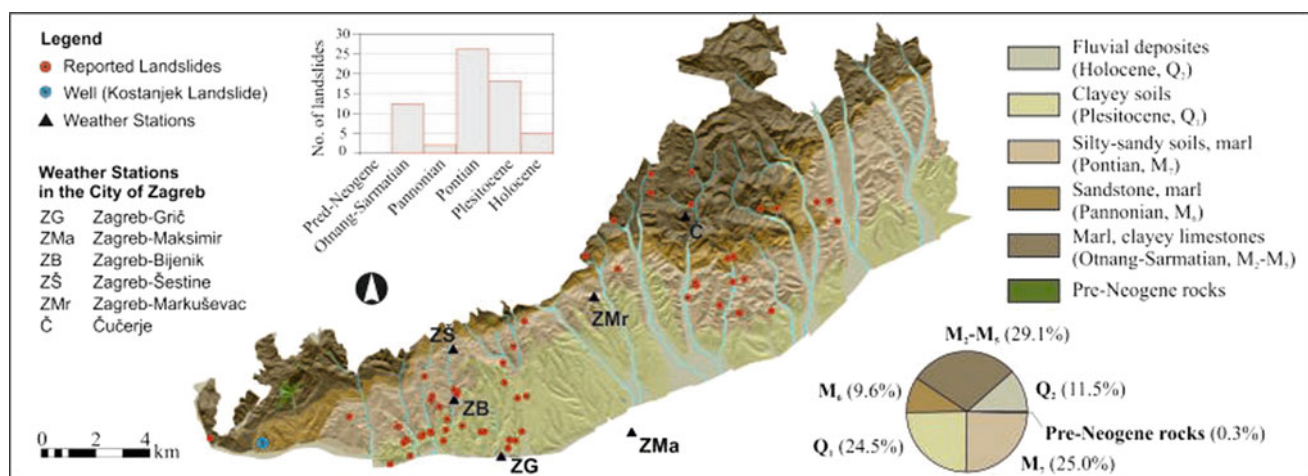 Legend
Reported Landslides
Well (Kostanjek Landslide)
Weather Stations
Weather Stations
in the City of Zagreb
ZG Zagreb-Grič
ZMa Zagreb-Maksimir
ZB Zagreb-Bijenik
ZŠ Zagreb-Šestine
ZMr Zagreb-Markuševac
Č Čučerje
0 2 4
km
No. of landslides
30
25
20
15
10
5
0
Pred-Neogene
Otnang-Sarmatian
Pannonian
Pontian
Plesitocene
Holocene
Č
ZMr
ZŠ
ZB
ZMa
ZG
Fluvial deposites
(Holocene, Q₂)
Clayey soils
(Plesitocene, Q₁)
Silty-sandy soils, marl
(Pontian, M₇)
Sandstone, marl
(Pannonian, M₆)
Marl, clayey limestones
(Otnang-Sarmatian, M₂-M₅)
Pre-Neogene rocks
M₂-M₅ (29.1%)
M₆ (9.6%)
Q₂ (11.5%)
Pre-Neogene rocks (0.3%)
Q₁ (24.5%)
M₇ (25.0%)